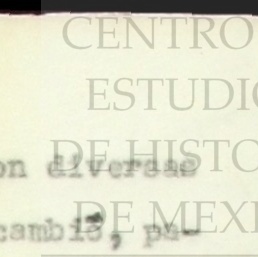 CENTRO
ESTUDIO
DE HISTO
on diversas
DE MEXI
cambió, pa-